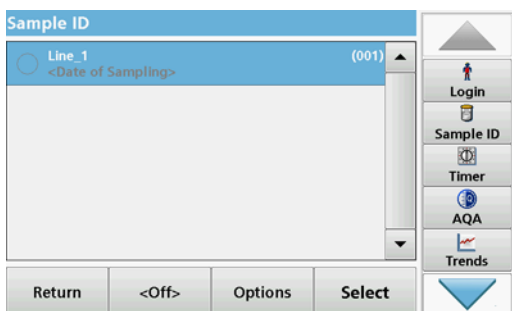 Sample ID
Line_1 (001)
<Date of Sampling>
Return <Off> Options Select
Login
Sample ID
Timer
AQA
Trends